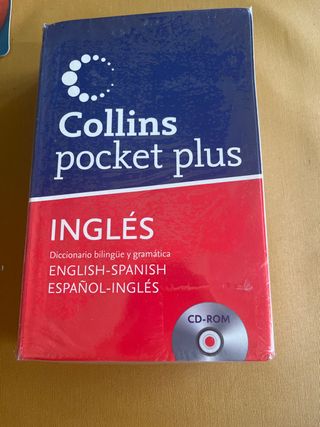 Collins
pocket plus
INGLÉS
Diccionario bilingüe y gramática
ENGLISH-SPANISH
ESPAÑOL-INGLÉS
CD-ROM